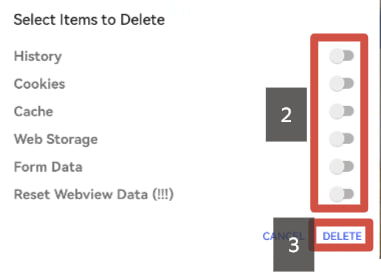 Select Items to Delete
History
Cookies
Cache
2
Web Storage
Form Data
Reset Webview Data (!!!)
CANCEL DELETE
3